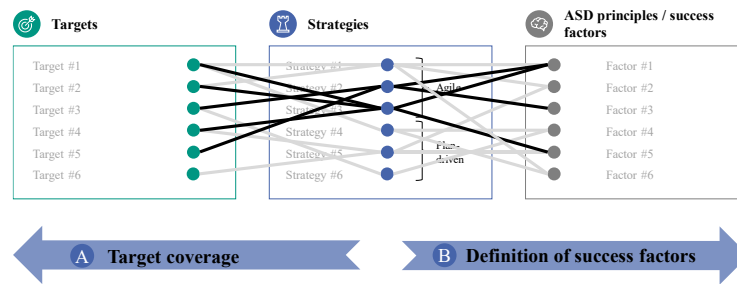 Targets
Strategies
ASD principles / success
factors
Target #1
Target #2
Target #3
Target #4
Target #5
Target #6
Strategy #1
Strategy #2
Strategy #3
Strategy #4
Strategy #5
Strategy #6
Agile
Plan-
driven
Factor #1
Factor #2
Factor #3
Factor #4
Factor #5
Factor #6
A Target coverage
B Definition of success factors